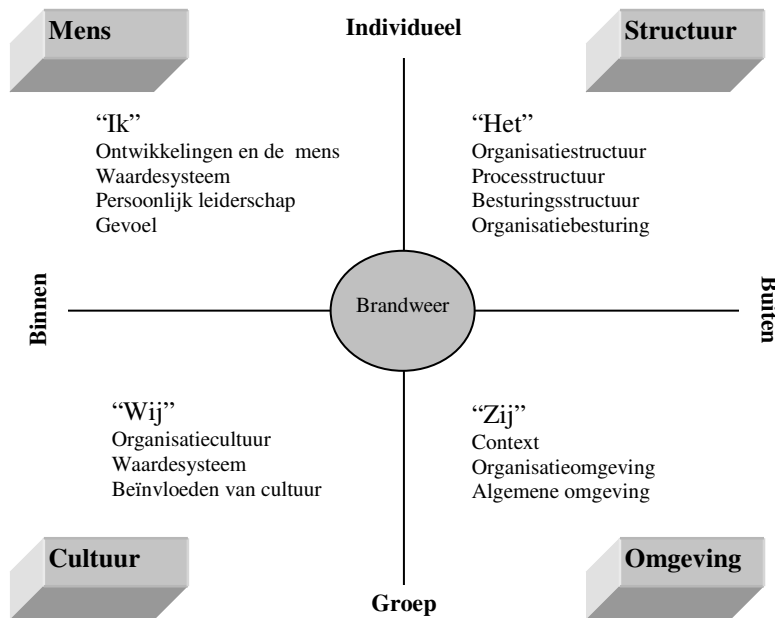 Mens
Individueel
Structuur
“Ik”
Ontwikkelingen en de mens
Waardesysteem
Persoonlijk leiderschap
Gevoel
“Het”
Organisatiestructuur
Processtructuur
Besturingsstructuur
Organisatiebesturing
Binnen
Brandweer
Buiten
“Wij”
Organisatiecultuur
Waardesysteem
Beïnvloeden van cultuur
“Zij”
Context
Organisatieomgeving
Algemene omgeving
Cultuur
Groep
Omgeving